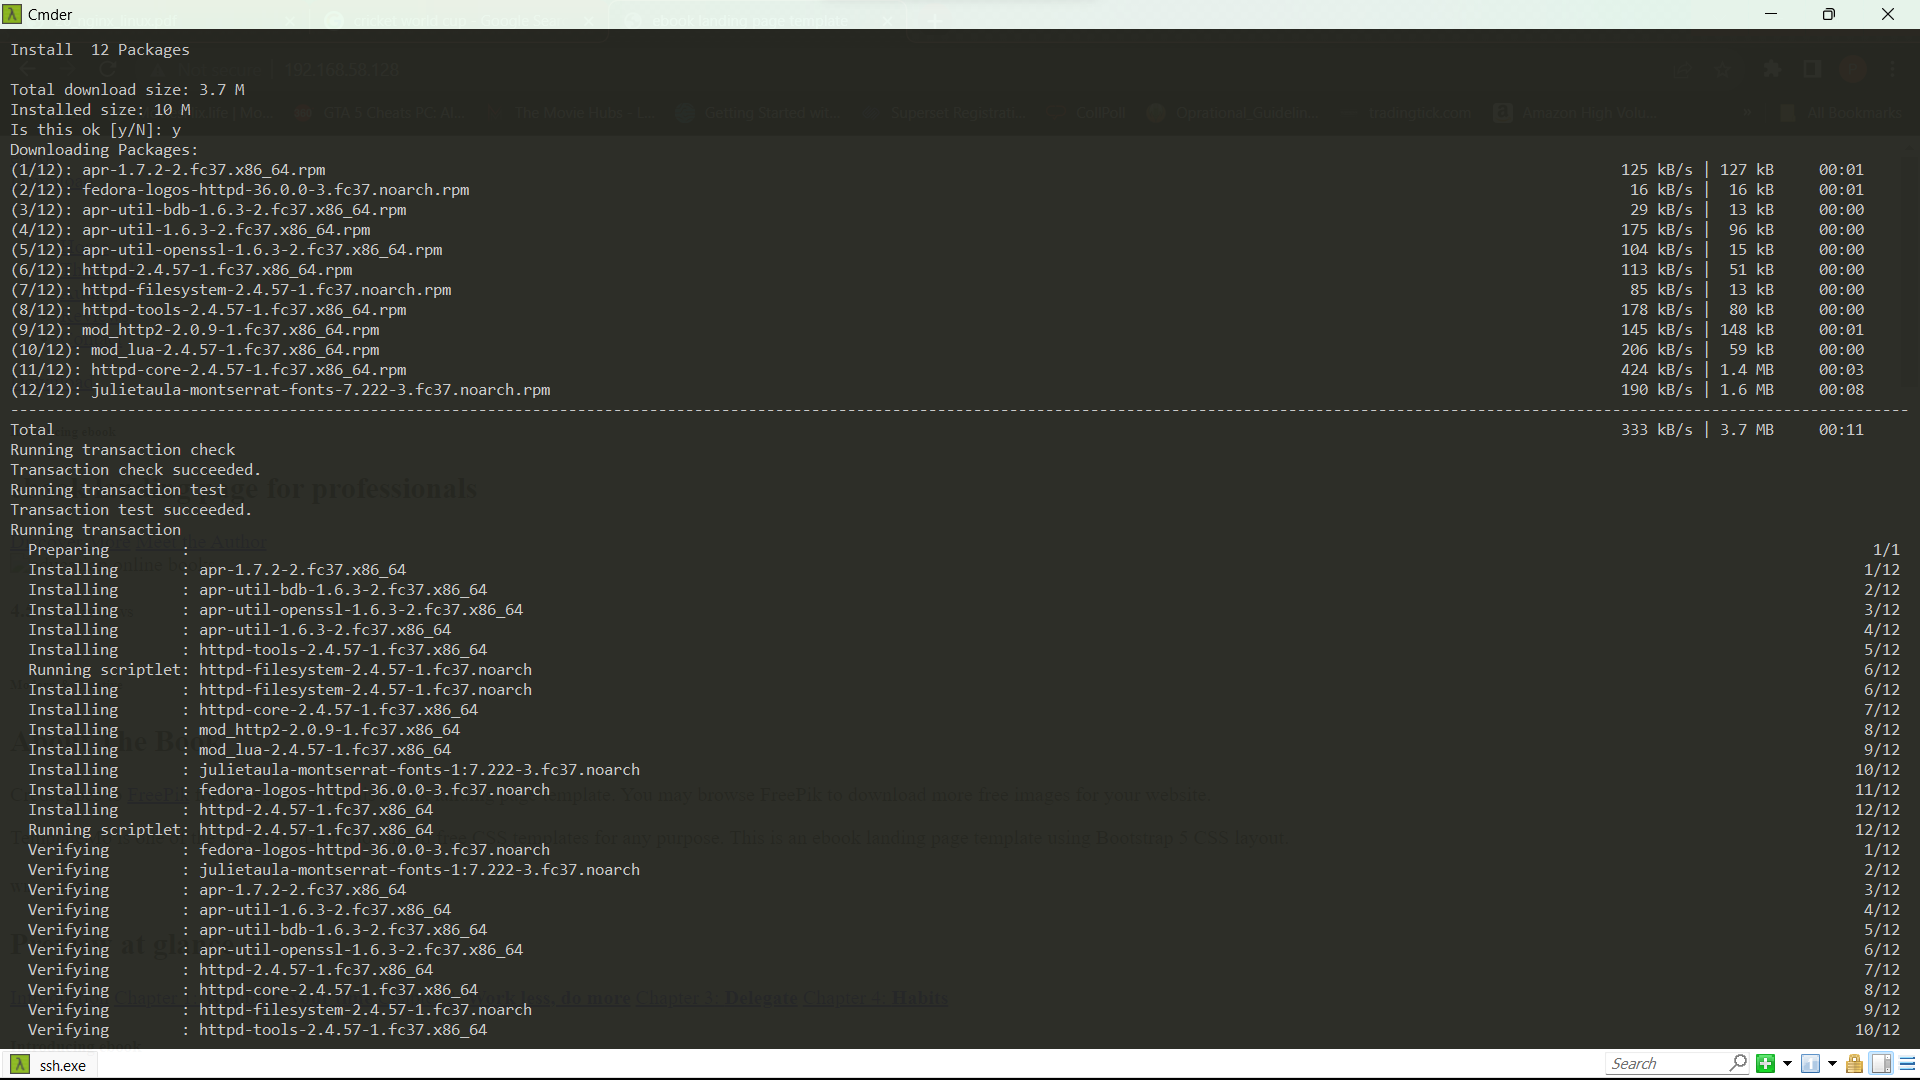 Cmder
Install  12 Packages
Total download size: 3.7 M
Installed size: 10 M
Is this ok [y/N]: y
Downloading Packages:
(1/12): apr-1.7.2-2.fc37.x86_64.rpm 125 kB/s | 127 kB 00:01
(2/12): fedora-logos-httpd-36.0.0-3.fc37.noarch.rpm 16 kB/s | 16 kB 00:01
(3/12): apr-util-bdb-1.6.3-2.fc37.x86_64.rpm 29 kB/s | 13 kB 00:00
(4/12): apr-util-1.6.3-2.fc37.x86_64.rpm 175 kB/s | 96 kB 00:00
(5/12): apr-util-openssl-1.6.3-2.fc37.x86_64.rpm 104 kB/s | 15 kB 00:00
(6/12): httpd-2.4.57-1.fc37.x86_64.rpm 113 kB/s | 51 kB 00:00
(7/12): httpd-filesystem-2.4.57-1.fc37.noarch.rpm 85 kB/s | 13 kB 00:00
(8/12): httpd-tools-2.4.57-1.fc37.x86_64.rpm 178 kB/s | 80 kB 00:00
(9/12): mod_http2-2.0.9-1.fc37.x86_64.rpm 145 kB/s | 148 kB 00:01
(10/12): mod_lua-2.4.57-1.fc37.x86_64.rpm 206 kB/s | 59 kB 00:00
(11/12): httpd-core-2.4.57-1.fc37.x86_64.rpm 424 kB/s | 1.4 MB 00:03
(12/12): julietaula-montserrat-fonts-7.222-3.fc37.noarch.rpm 190 kB/s | 1.6 MB 00:08
Total 333 kB/s | 3.7 MB 00:11
Running transaction check
Transaction check succeeded.
Running transaction test
Transaction test succeeded.
Running transaction
Preparing : 1/1
Installing : apr-1.7.2-2.fc37.x86_64 1/12
Installing : apr-util-bdb-1.6.3-2.fc37.x86_64 2/12
Installing : apr-util-openssl-1.6.3-2.fc37.x86_64 3/12
Installing : apr-util-1.6.3-2.fc37.x86_64 4/12
Installing : httpd-tools-2.4.57-1.fc37.x86_64 5/12
Running scriptlet: httpd-filesystem-2.4.57-1.fc37.noarch 6/12
Installing : httpd-filesystem-2.4.57-1.fc37.noarch 6/12
Installing : httpd-core-2.4.57-1.fc37.x86_64 7/12
Installing : mod_http2-2.0.9-1.fc37.x86_64 8/12
Installing : mod_lua-2.4.57-1.fc37.x86_64 9/12
Installing : julietaula-montserrat-fonts-1:7.222-3.fc37.noarch 10/12
Installing : fedora-logos-httpd-36.0.0-3.fc37.noarch 11/12
Installing : httpd-2.4.57-1.fc37.x86_64 12/12
Running scriptlet: httpd-2.4.57-1.fc37.x86_64 12/12
Verifying : fedora-logos-httpd-36.0.0-3.fc37.noarch 1/12
Verifying : julietaula-montserrat-fonts-1:7.222-3.fc37.noarch 2/12
Verifying : apr-1.7.2-2.fc37.x86_64 3/12
Verifying : apr-util-1.6.3-2.fc37.x86_64 4/12
Verifying : apr-util-bdb-1.6.3-2.fc37.x86_64 5/12
Verifying : apr-util-openssl-1.6.3-2.fc37.x86_64 6/12
Verifying : httpd-2.4.57-1.fc37.x86_64 7/12
Verifying : httpd-core-2.4.57-1.fc37.x86_64 8/12
Verifying : httpd-filesystem-2.4.57-1.fc37.noarch 9/12
Verifying : httpd-tools-2.4.57-1.fc37.x86_64 10/12
ssh.exe
Search